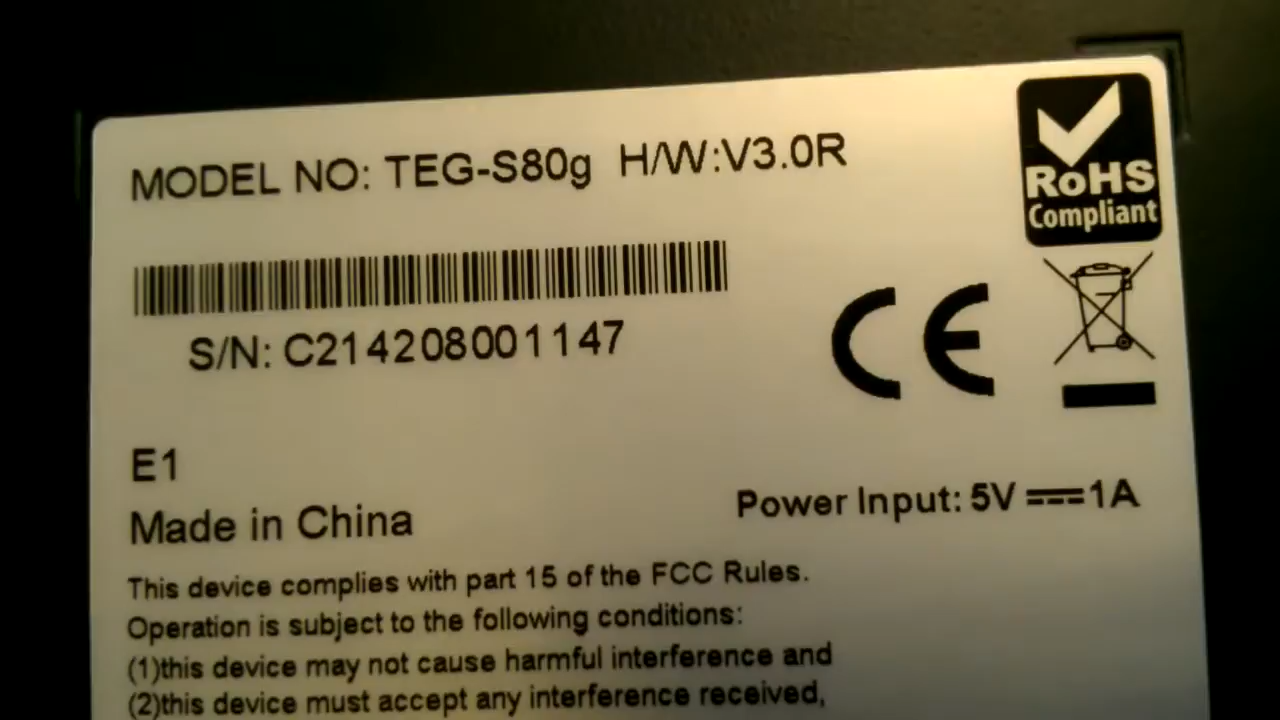 MODEL NO: TEG-S80g H/W:V3.0R
RoHS
Compliant
S/N: C214208001147
CE
E1
Made in China
Power Input: 5V ⎓ 1A
This device complies with part 15 of the FCC Rules.
Operation is subject to the following conditions:
(1)this device may not cause harmful interference and
(2)this device must accept any interference received,